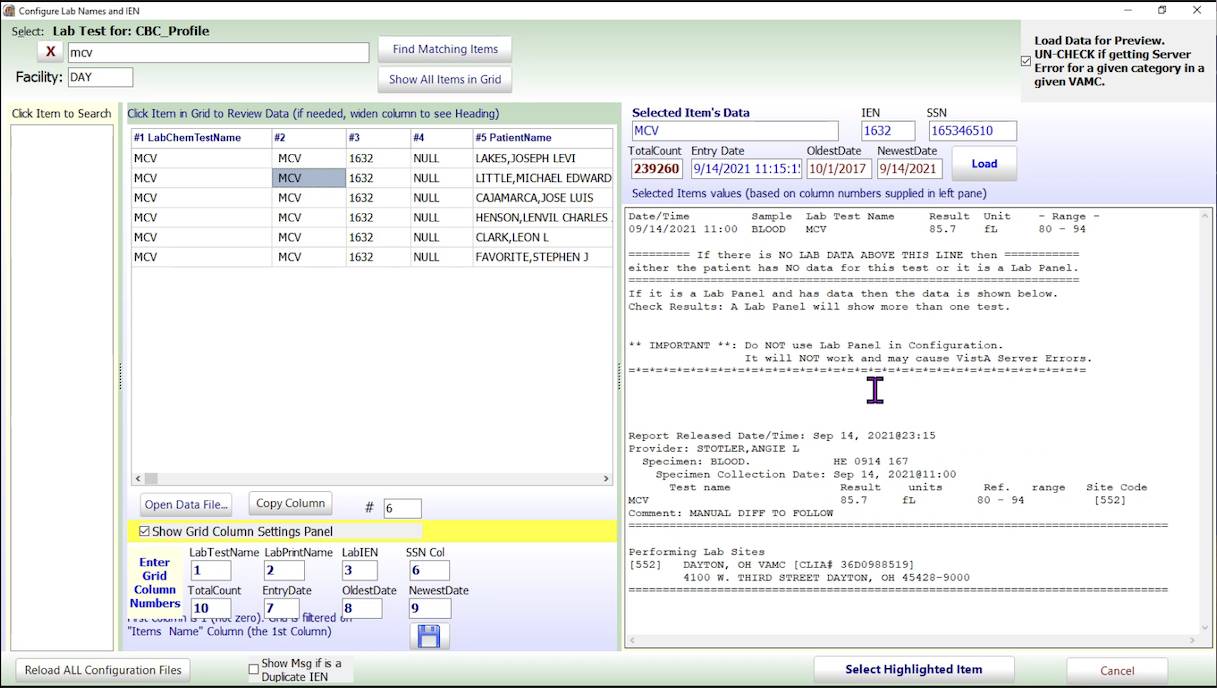 Configure Lab Names and IEN
Select: Lab Test for: CBC_Profile
X mcv Find Matching Items
Facility: DAY Show All Items in Grid
Load Data for Preview.
UN-CHECK if getting Server
Error for a given category in a
given VAMC.
Click Item to Search
Click Item in Grid to Review Data (if needed, widen column to see Heading)
#1 LabChemTestName #2 #3 #4 #5 PatientName
MCV MCV 1632 NULL LAKES,JOSEPH LEVI
MCV MCV 1632 NULL LITTLE,MICHAEL EDWARD
MCV MCV 1632 NULL CAJAMARCA,JOSE LUIS
MCV MCV 1632 NULL HENSON,LENVIL CHARLES
MCV MCV 1632 NULL CLARK,LEON L
MCV MCV 1632 NULL FAVORITE,STEPHEN J
Open Data File... Copy Column # 6
Show Grid Column Settings Panel
Enter
Grid
Column
Numbers
LabTestName LabPrintName LabIEN SSN Col
1 2 3 6
TotalCount EntryDate OldestDate NewestDate
10 7 8 9
First column is 1 (not zero). Grid is filtered on
"Items Name" Column (the 1st Column)
Selected Item's Data IEN SSN
MCV 1632 165346510
TotalCount Entry Date OldestDate NewestDate
239260 9/14/2021 11:15:1 10/1/2017 9/14/2021 Load
Selected Items values (based on column numbers supplied in left pane)
Date/Time Sample Lab Test Name Result Unit - Range -
09/14/2021 11:00 BLOOD MCV 85.7 fL 80 - 94
========= If there is NO LAB DATA ABOVE THIS LINE then ===========
either the patient has NO data for this test or it is a Lab Panel.
==================================================================
If it is a Lab Panel and has data then the data is shown below.
Check Results: A Lab Panel will show more than one test.
** IMPORTANT **: Do NOT use Lab Panel in Configuration.
It will NOT work and may cause VistA Server Errors.
=*=*=*=*=*=*=*=*=*=*=*=*=*=*=*=*=*=*=*=*=*=*=*=*=*=*=*=*=*=*=*=*=*=
Report Released Date/Time: Sep 14, 2021@23:15
Provider: STOTLER,ANGIE L
Specimen: BLOOD. HE 0914 167
Specimen Collection Date: Sep 14, 2021@11:00
Test name Result units Ref. range Site Code
MCV 85.7 fL 80 - 94 [552]
Comment: MANUAL DIFF TO FOLLOW
===============================================================================
Performing Lab Sites
[552] DAYTON, OH VAMC [CLIA# 36D0988519]
4100 W. THIRD STREET DAYTON, OH 45428-9000
===============================================================================
Reload ALL Configuration Files
Show Msg if is a
Duplicate IEN
Select Highlighted Item Cancel